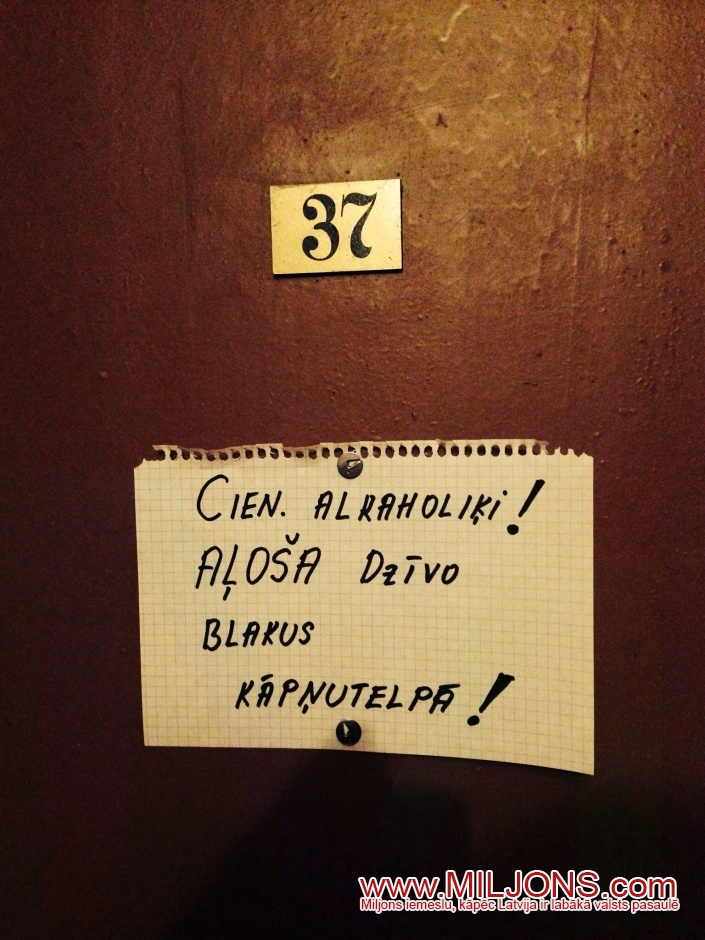 37
CIEN. ALKAHOLIĶI!
AĻOŠA DZĪVO
BLAKUS
KĀPŅUTELPĀ!
www.MILJONS.com
Miljons iemeslu, kāpēc Latvija ir labākā valsts pasaulē